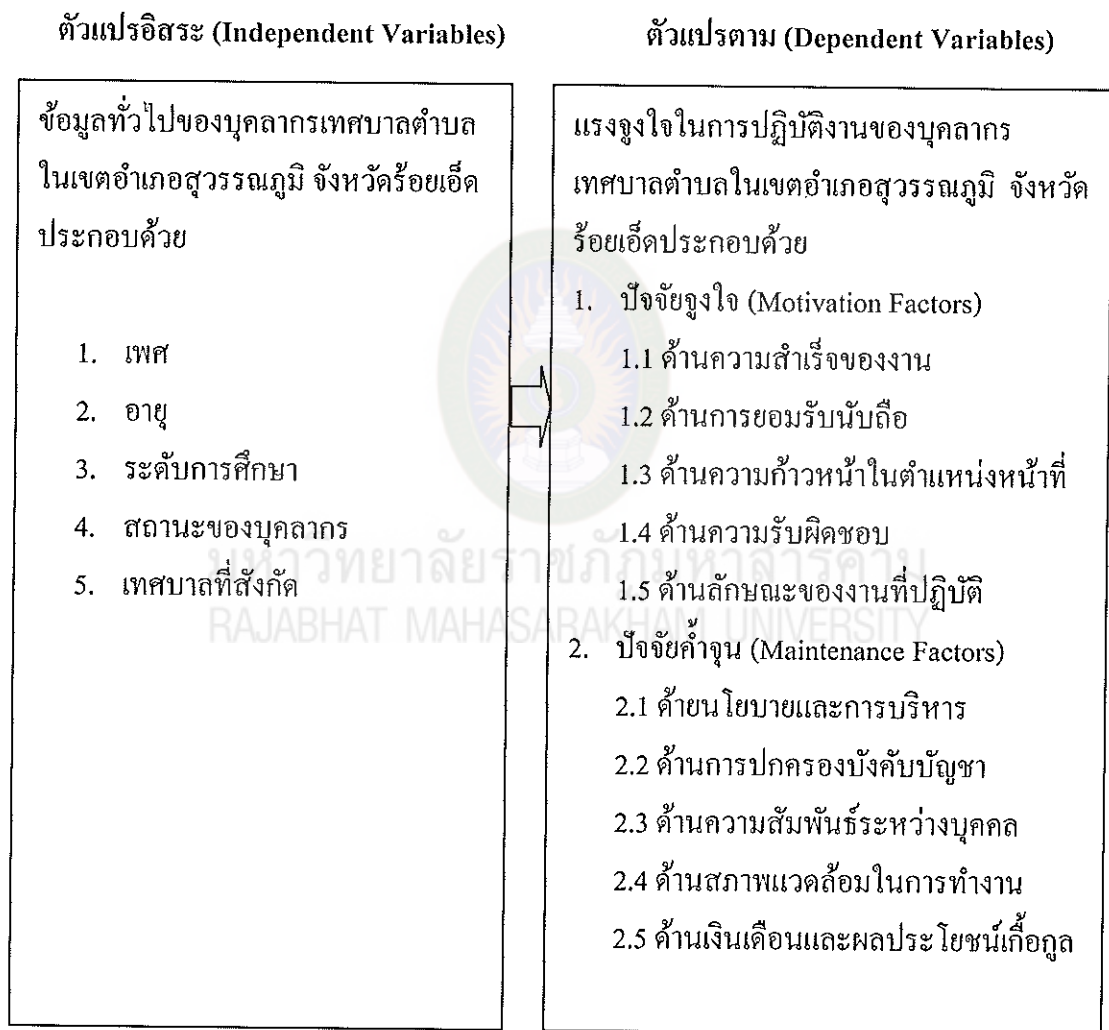 ตัวแปรอิสระ (Independent Variables)
ข้อมูลทั่วไปของบุคลากรเทศบาลตำบล
ในเขตอำเภอสุวรรณภูมิ จังหวัดร้อยเอ็ด
ประกอบด้วย
1. เพศ
2. อายุ
3. ระดับการศึกษา
4. สถานะของบุคลากร
5. เทศบาลที่สังกัด
ตัวแปรตาม (Dependent Variables)
แรงจูงใจในการปฏิบัติงานของบุคลากร
เทศบาลตำบลในเขตอำเภอสุวรรณภูมิ จังหวัด
ร้อยเอ็ดประกอบด้วย
1. ปัจจัยจูงใจ (Motivation Factors)
1.1 ด้านความสำเร็จของงาน
1.2 ด้านการยอมรับนับถือ
1.3 ด้านความก้าวหน้าในตำแหน่งหน้าที่
1.4 ด้านความรับผิดชอบ
1.5 ด้านลักษณะของงานที่ปฏิบัติ
2. ปัจจัยค้ำจุน (Maintenance Factors)
2.1 ด้ายนโยบายและการบริหาร
2.2 ด้านการปกครองบังคับบัญชา
2.3 ด้านความสัมพันธ์ระหว่างบุคคล
2.4 ด้านสภาพแวดล้อมในการทำงาน
2.5 ด้านเงินเดือนและผลประโยชน์เกื้อกูล
มหาวิทยาลัยราชภัฏมหาสารคาม
RAJABHAT MAHASARAKHAM UNIVERSITY